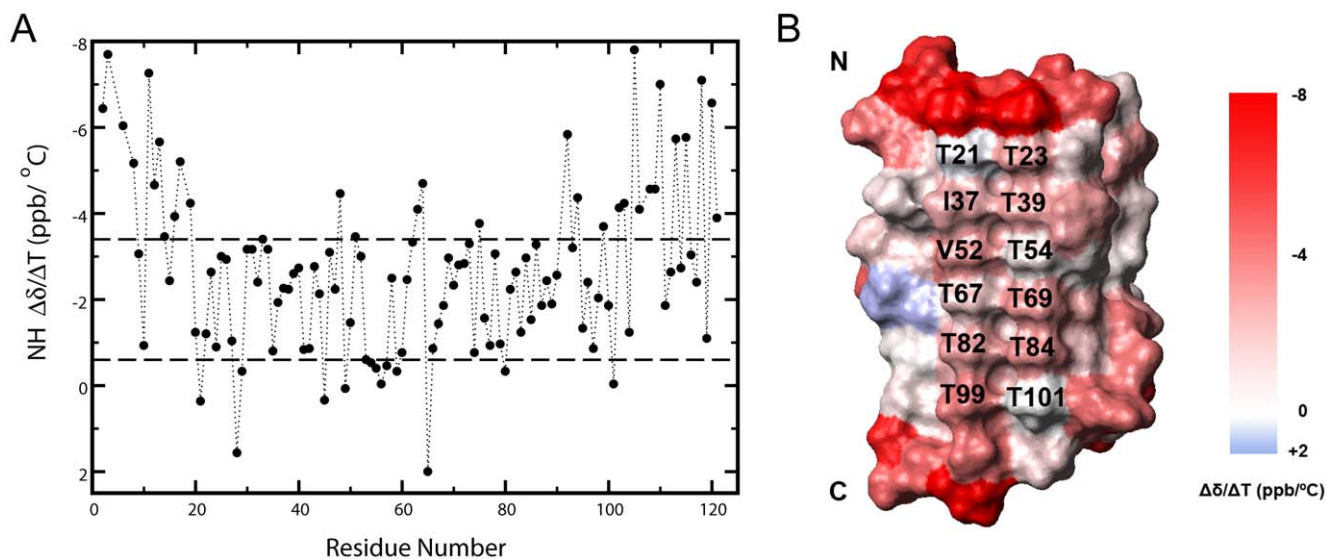 A
NH Δδ/ΔT (ppb/ °C)
-8
-6
-4
-2
0
2
0 20 40 60 80 100 120
Residue Number
B
N
T21 T23
I37 T39
V52 T54
T67 T69
T82 T84
T99 T101
C
-8
-4
0
+2
Δδ/ΔT (ppb/ºC)